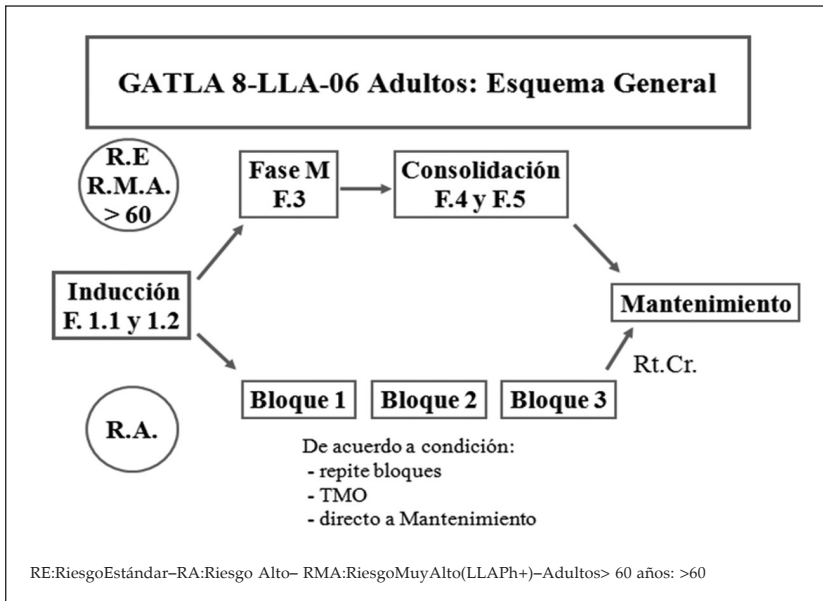 GATLA 8-LLA-06 Adultos: Esquema General
R.E
R.M.A.
> 60
Fase M
F.3
Consolidación
F.4 y F.5
Inducción
F. 1.1 y 1.2
Mantenimiento
Rt.Cr.
R.A.
Bloque 1
Bloque 2
Bloque 3
De acuerdo a condición:
- repite bloques
- TMO
- directo a Mantenimiento
RE:RiesgoEstándar–RA:Riesgo Alto– RMA:RiesgoMuyAlto(LLAPh+)–Adultos> 60 años: >60